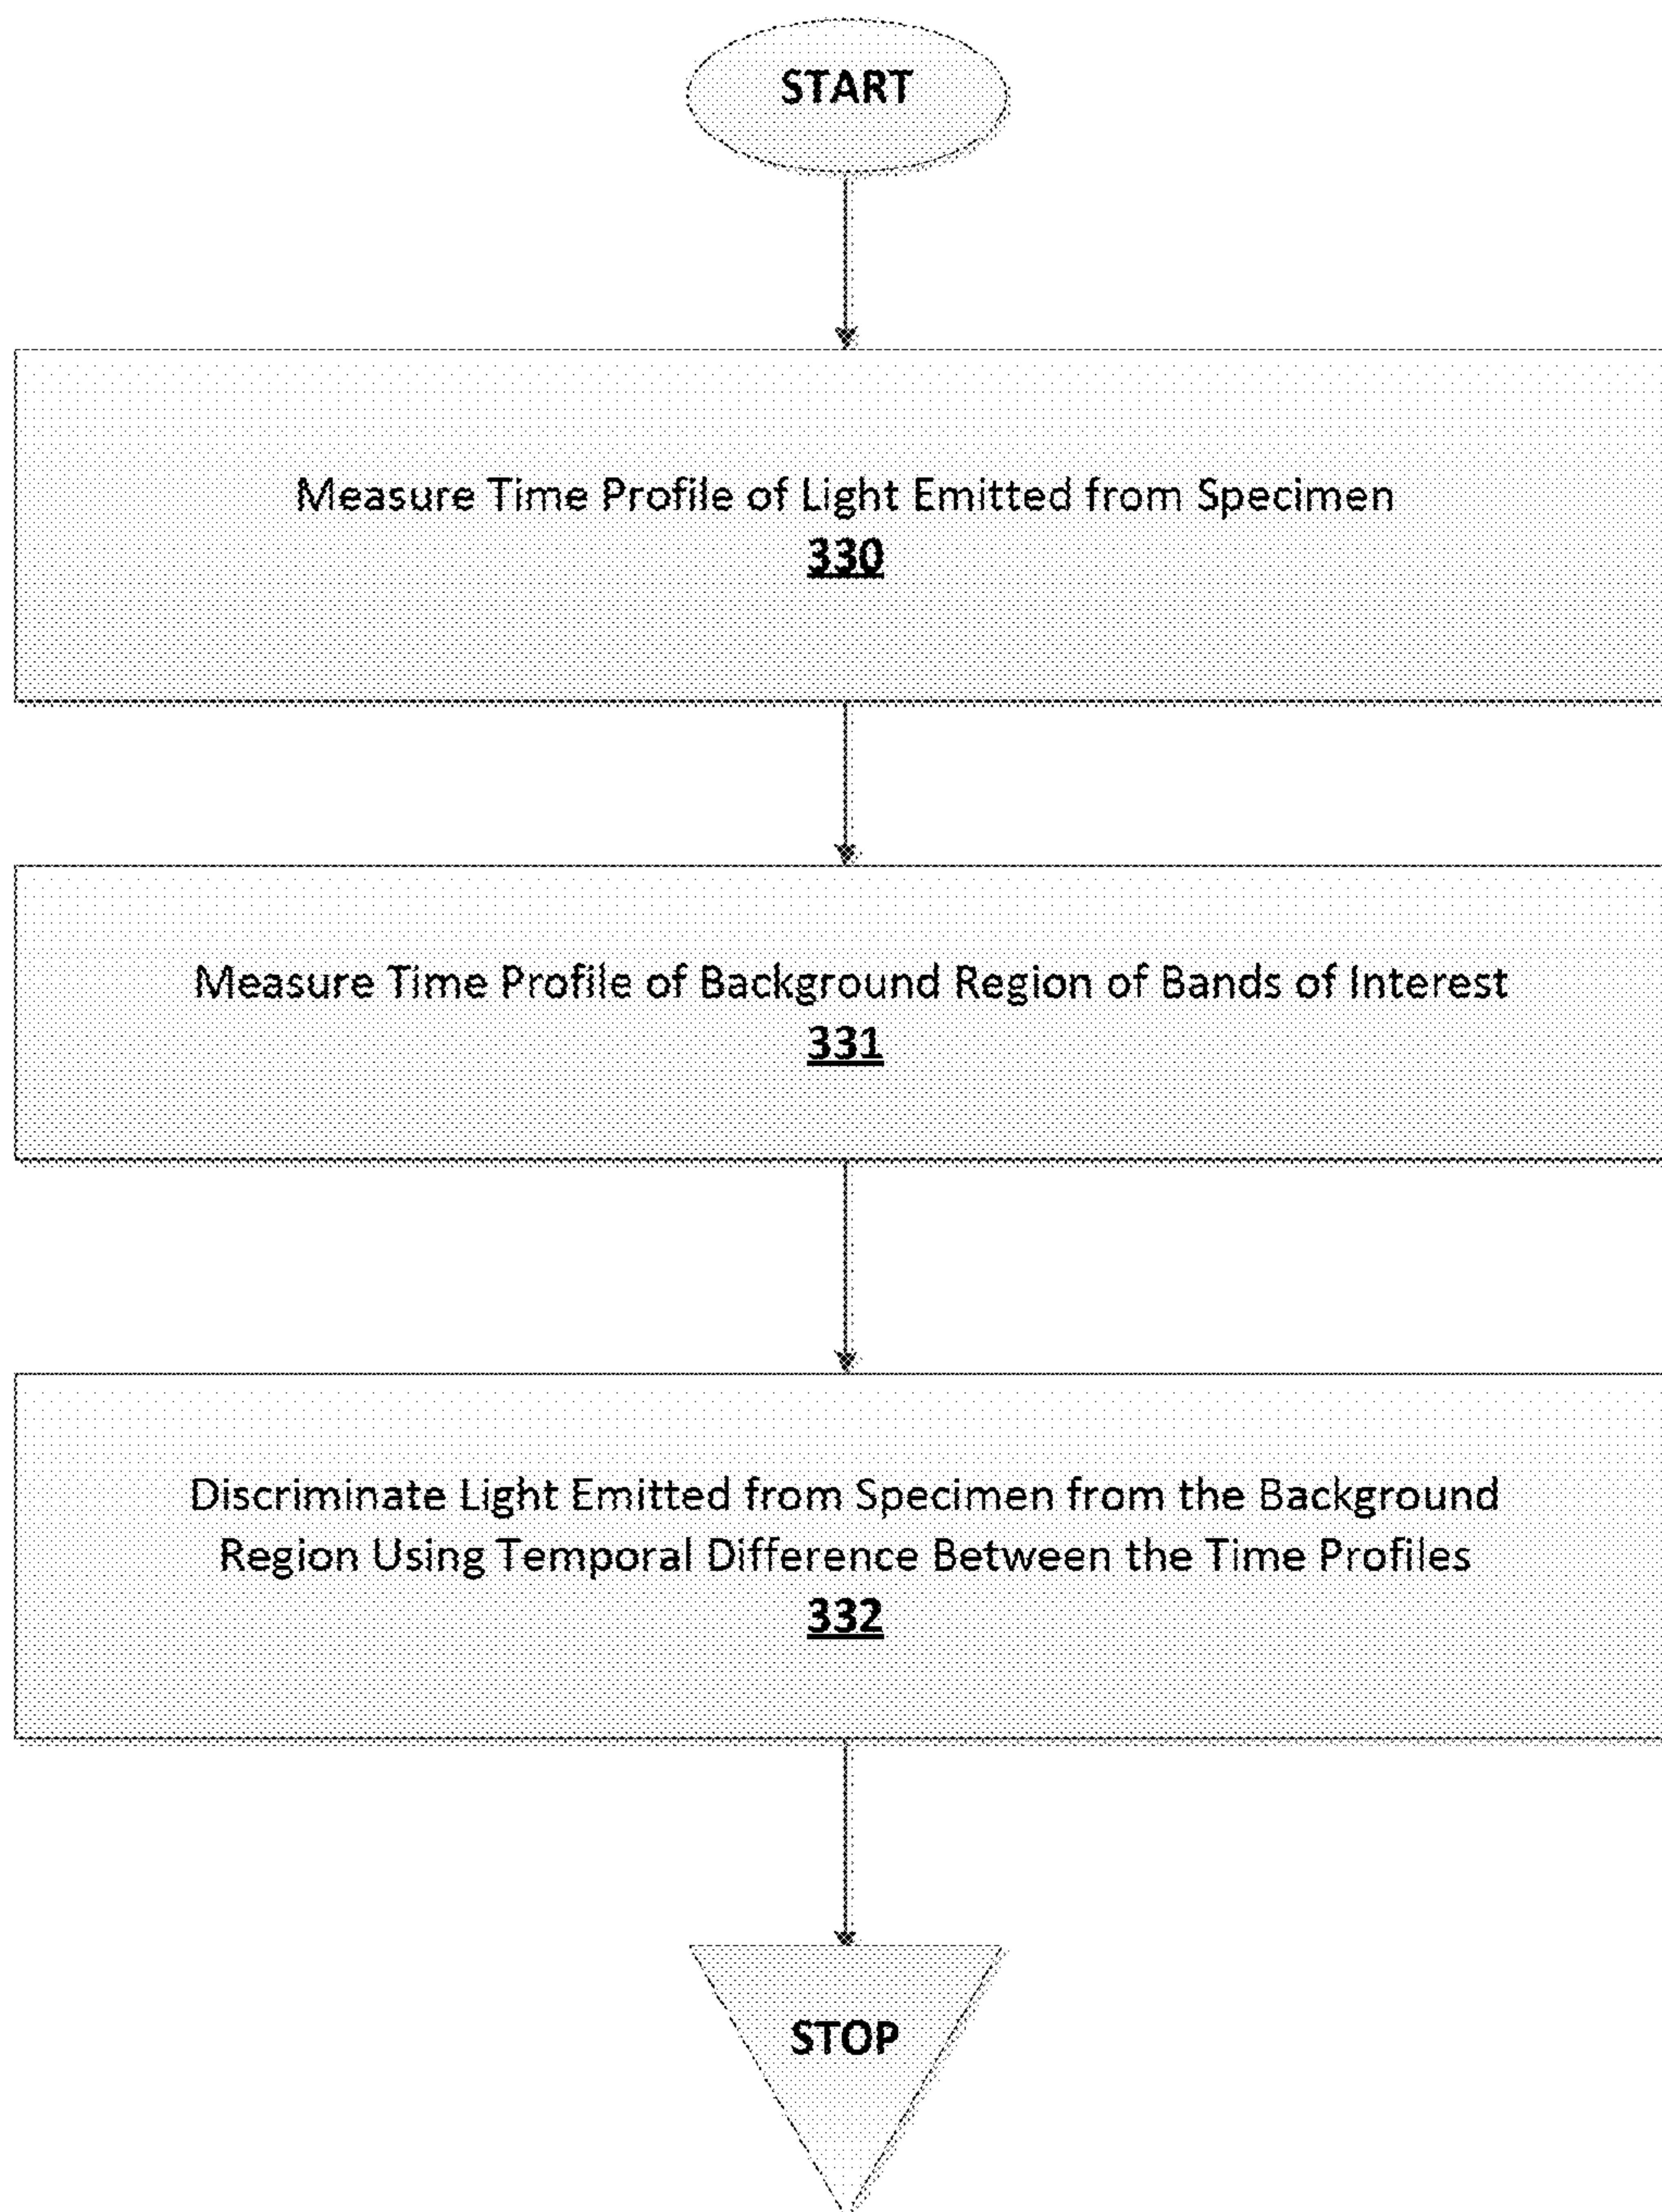 START
Measure Time Profile of Light Emitted from Specimen
330
Measure Time Profile of Background Region of Bands of Interest
331
Discriminate Light Emitted from Specimen from the Background
Region Using Temporal Difference Between the Time Profiles
332
STOP